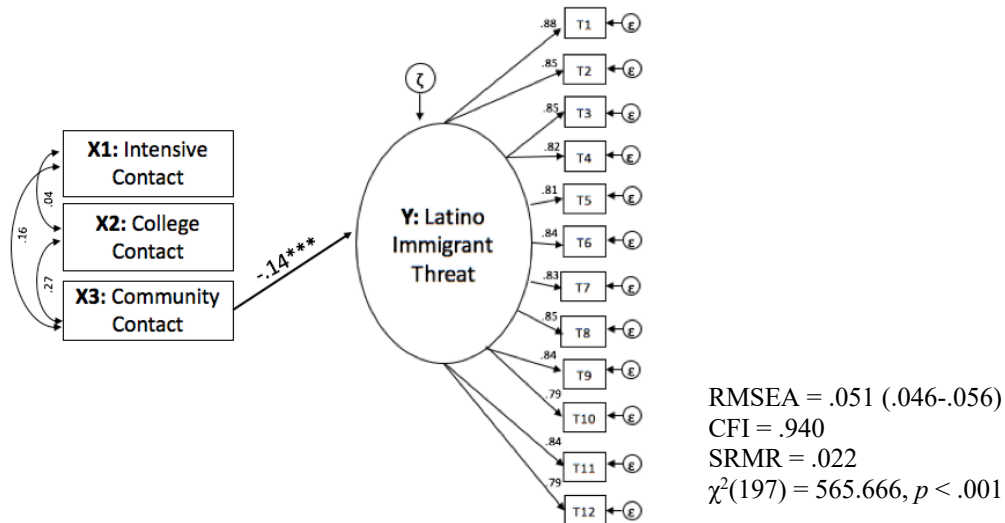 X1: Intensive
Contact
X2: College
Contact
X3: Community
Contact
.04
.16
.27
-.14***
ζ
Y: Latino
Immigrant
Threat
.88
T1
ε
.85
T2
ε
.85
T3
ε
.82
T4
ε
.81
T5
ε
.84
T6
ε
.83
T7
ε
.85
T8
ε
.84
T9
ε
.79
T10
ε
.84
T11
ε
.79
T12
ε
RMSEA = .051 (.046-.056)
CFI = .940
SRMR = .022
χ²(197) = 565.666, p < .001